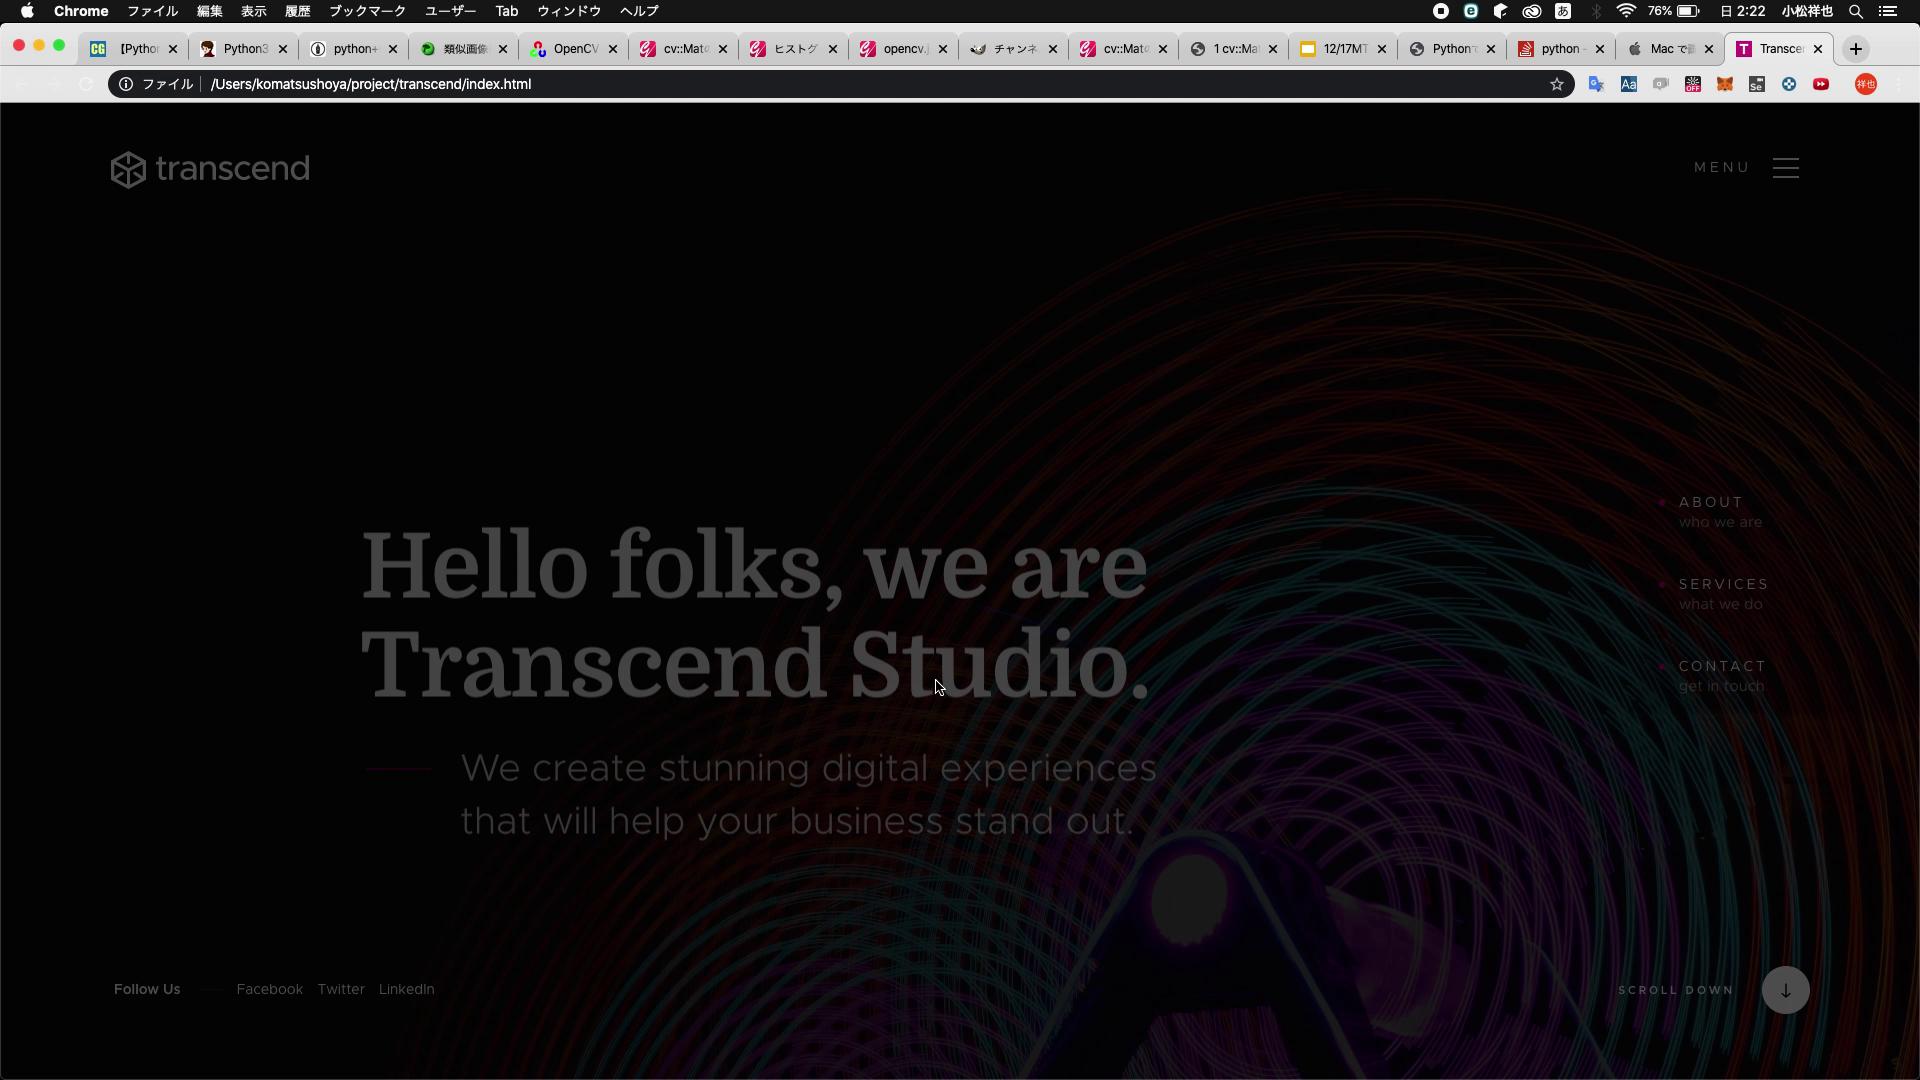 Chrome ファイル 編集 表示 履歴 ブックマーク ユーザー Tab ウィンドウ ヘルプ 76% 日 2:22 小松祥也
【Pythor Python3 python+ 類似画像 OpenCV cv::Mat ヒストグ opencv.j チャンネ cv::Mat 1 cv::Ma 12/17MT Python python - Mac で Transce
ファイル /Users/komatsushoya/project/transcend/index.html 祥也
transcend
MENU
ABOUT
who we are
Hello folks, we are
SERVICES
what we do
Transcend Studio.
CONTACT
get in touch
We create stunning digital experiences
that will help your business stand out.
Follow Us Facebook Twitter LinkedIn
SCROLL DOWN